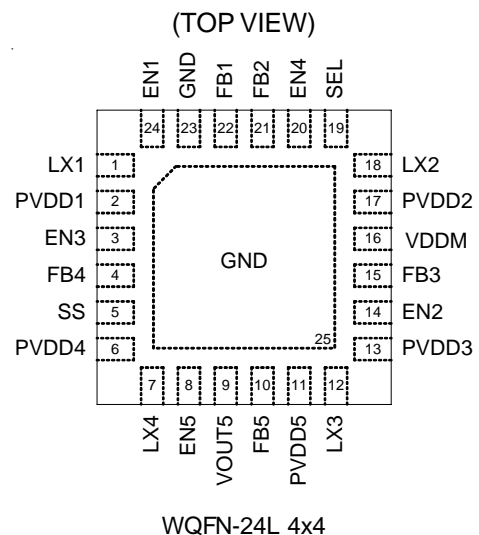 (TOP VIEW)
EN1 GND FB1 FB2 EN4 SEL
24 23 22 21 20 19
LX1 1 18 LX2
PVDD1 2 17 PVDD2
EN3 3 16 VDDM
FB4 4 GND 15 FB3
SS 5 14 EN2
PVDD4 6 25 13 PVDD3
7 8 9 10 11 12
LX4 EN5 VOUT5 FB5 PVDD5 LX3
WQFN-24L 4x4